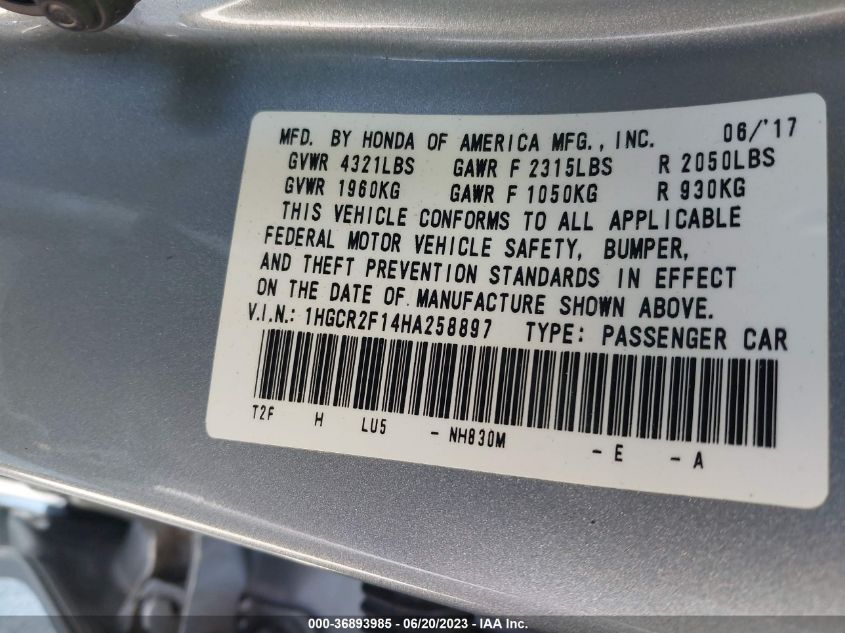 MFD. BY HONDA OF AMERICA MFG., INC. 06/'17
GVWR 4321LBS GAWR F 2315LBS R 2050LBS
GVWR 1960KG GAWR F 1050KG R 930KG
THIS VEHICLE CONFORMS TO ALL APPLICABLE
FEDERAL MOTOR VEHICLE SAFETY, BUMPER,
AND THEFT PREVENTION STANDARDS IN EFFECT
ON THE DATE OF MANUFACTURE SHOWN ABOVE.
V.I.N.: 1HGCR2F14HA258897 TYPE: PASSENGER CAR
T2F H LU5 - NH830M - E - A
000-36893985 - 06/20/2023 - IAA Inc.